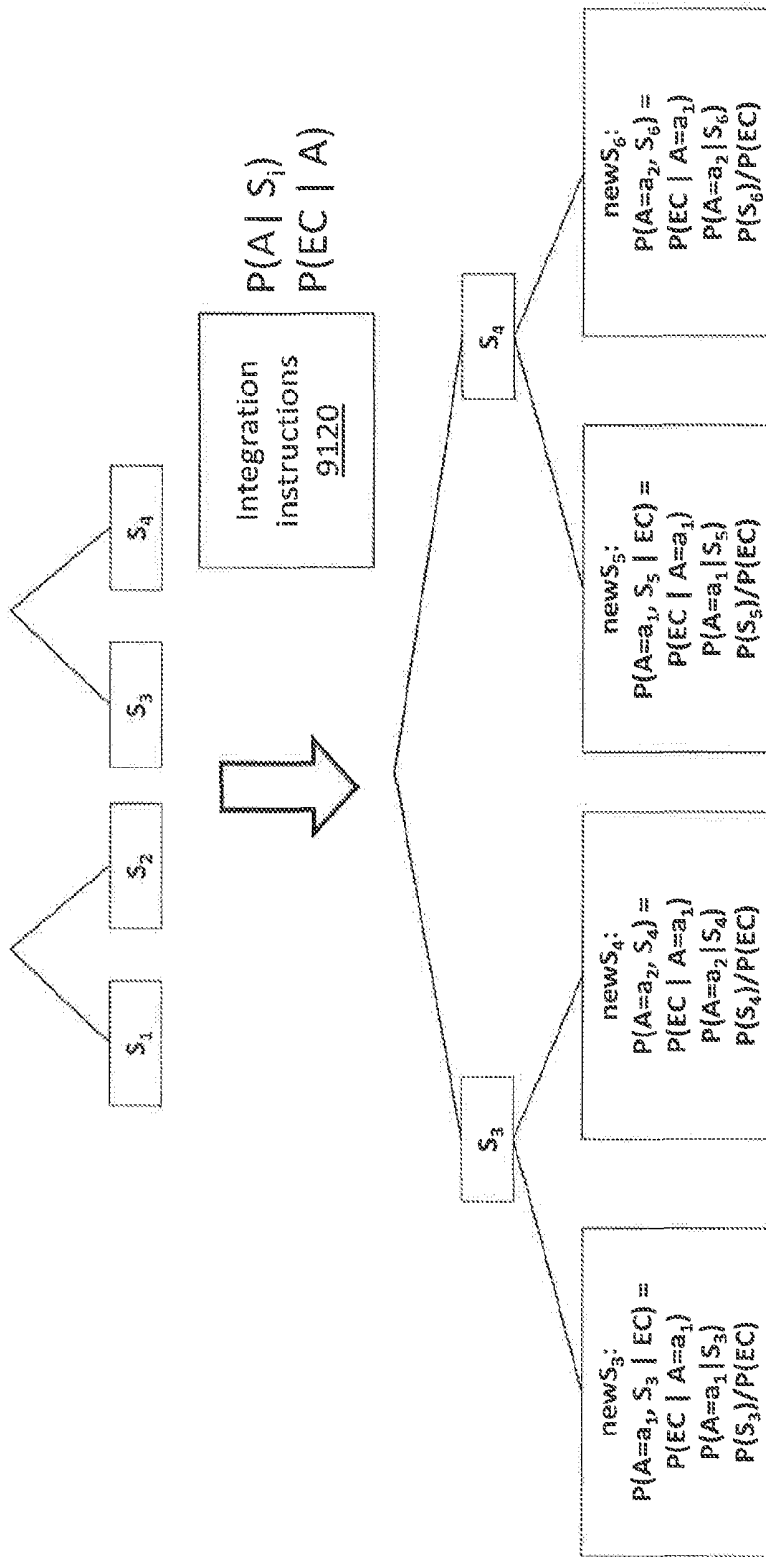 S₁
S₂
S₃
S₄
Integration
instructions
9120
P(A | Sᵢ)
P(EC | A)
S₃
S₄
newS₃:
P(A=a₁, S₃ | EC) =
P(EC | A=a₁)
P(A=a₁|S₃)
P(S₃)/P(EC)
newS₄:
P(A=a₂, S₄) =
P(EC | A=a₁)
P(A=a₂|S₄)
P(S₄)/P(EC)
newS₅:
P(A=a₁, S₅ | EC) =
P(EC | A=a₁)
P(A=a₁|S₅)
P(S₅)/P(EC)
newS₆:
P(A=a₂, S₆) =
P(EC | A=a₁)
P(A=a₂|S₆)
P(S₆)/P(EC)